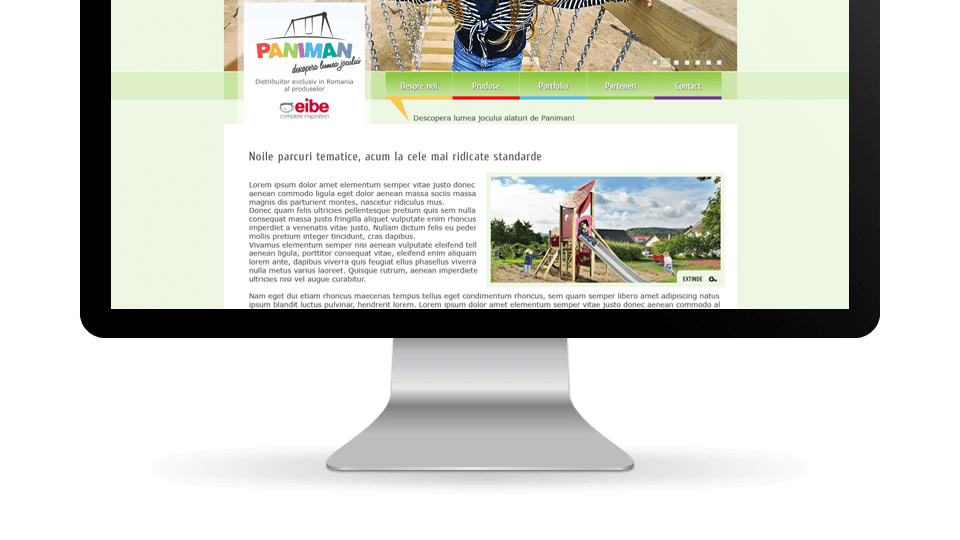 PANIMAN
descopera lumea jocului
Distribuitor exclusiv in Romania
al produselor
eibe
complete inspiration
Despre noi
Produse
Portfoliu
Parteneri
Contact
Descopera lumea jocului alaturi de Paniman!
Noile parcuri tematice, acum la cele mai ridicate standarde
Lorem ipsum dolor amet elementum semper vitae justo donec
aenean commodo ligula eget dolor aenean massa sociis massa
magnis dis parturient montes, nascetur ridiculus mus.
Donec quam felis ultricies pellentesque pretium quis sem nulla
consequat massa justo fringilla aliquet vulputate enim rhoncus
imperdiet a venenatis vitae justo. Nullam dictum felis eu pedei
mollis pretium integer tincidunt, cras dapibus.
Vivamus elementum semper nisi aenean vulputate eleifend tell
aenean ligula, porttitor consequat vitae, eleifend enim aliquam
lorem ante, dapibus viverra quis feugiat ellus phasellus viverra
nulla metus varius laoreet. Quisque rutrum, aenean imperdiete
ultricies nisi vel augue curabitur.
EXTINDE
Nam eget dui etiam rhoncus maecenas tempus tellus eget condimentum rhoncus, sem quam semper libero amet adipiscing natus
ipsum blandit luctus pulvinar, hendrerit lorem. Lorem ipsum dolor amet elementum semper vitae justo donec aenean commodo al